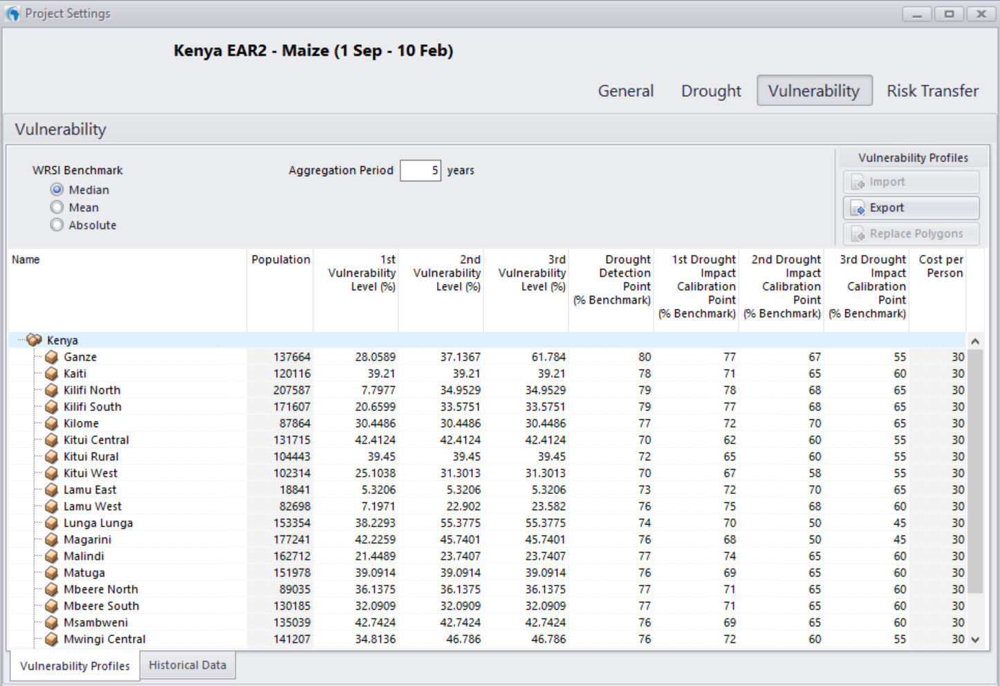 Project Settings
Kenya EAR2 - Maize (1 Sep - 10 Feb)
General Drought Vulnerability Risk Transfer
Vulnerability
WRSI Benchmark
Median
Mean
Absolute
Aggregation Period 5 years
Vulnerability Profiles
Import
Export
Replace Polygons
Name Population 1st Vulnerability Level (%) 2nd Vulnerability Level (%) 3rd Vulnerability Level (%) Drought Detection Point (% Benchmark) 1st Drought Impact Calibration Point (% Benchmark) 2nd Drought Impact Calibration Point (% Benchmark) 3rd Drought Impact Calibration Point (% Benchmark) Cost per Person
Kenya
Ganze 137664 28.0589 37.1367 61.784 80 77 67 55 30
Kaiti 120116 39.21 39.21 39.21 78 71 65 60 30
Kilifi North 207587 7.7977 34.9529 34.9529 79 78 68 65 30
Kilifi South 171607 20.6599 33.5751 33.5751 79 77 68 65 30
Kilome 87864 30.4486 30.4486 30.4486 77 72 70 65 30
Kitui Central 131715 42.4124 42.4124 42.4124 70 62 60 55 30
Kitui Rural 104443 39.45 39.45 39.45 72 65 60 55 30
Kitui West 102314 25.1038 31.3013 31.3013 70 67 58 55 30
Lamu East 18841 5.3206 5.3206 5.3206 73 72 70 65 30
Lamu West 82698 7.1971 22.902 23.582 76 75 68 60 30
Lunga Lunga 153354 38.2293 55.3775 55.3775 74 70 50 45 30
Magarini 177241 42.2259 45.7401 45.7401 76 68 50 45 30
Malindi 162712 21.4489 23.7407 23.7407 77 74 65 60 30
Matuga 151978 39.0914 39.0914 39.0914 76 69 65 60 30
Mbeere North 89035 36.1375 36.1375 36.1375 77 71 65 60 30
Mbeere South 130185 32.0909 32.0909 32.0909 77 71 65 60 30
Msambweni 135039 42.7424 42.7424 42.7424 76 69 65 60 30
Mwingi Central 141207 34.8136 46.786 46.786 76 72 60 55 30
Vulnerability Profiles Historical Data